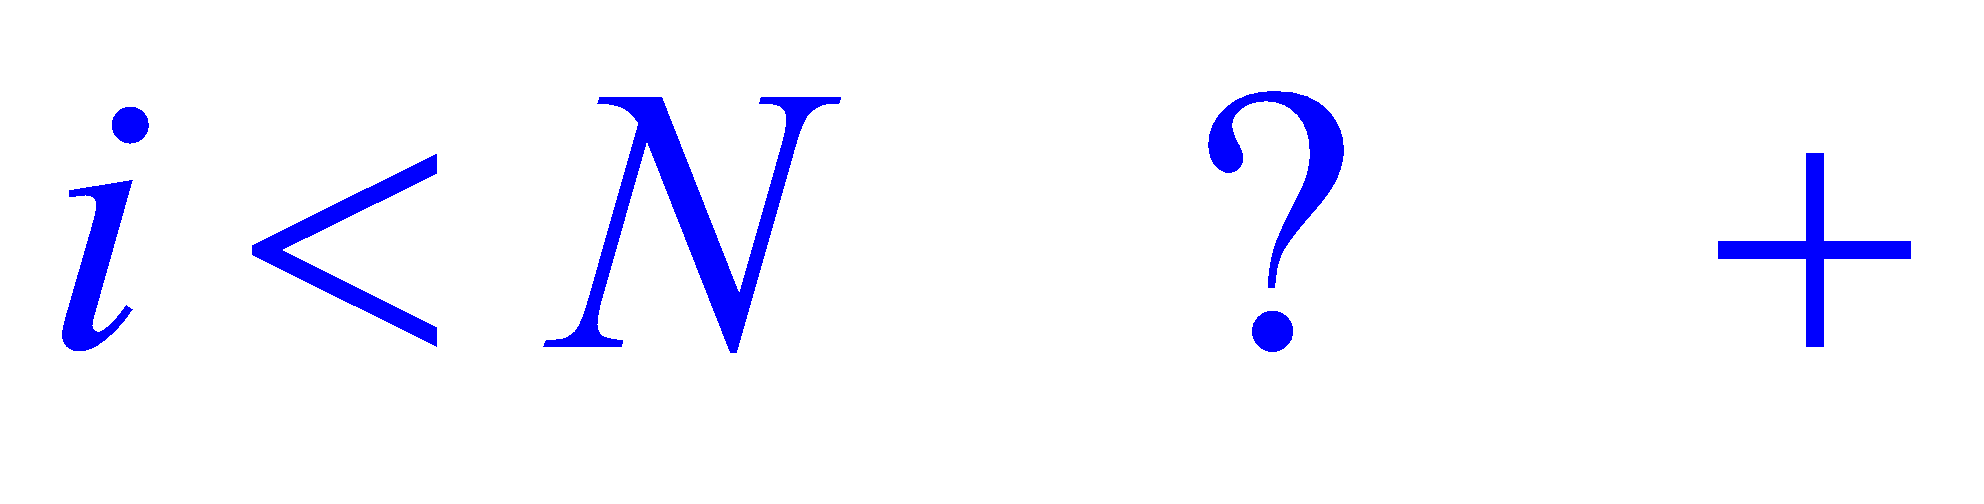 i < N ? +